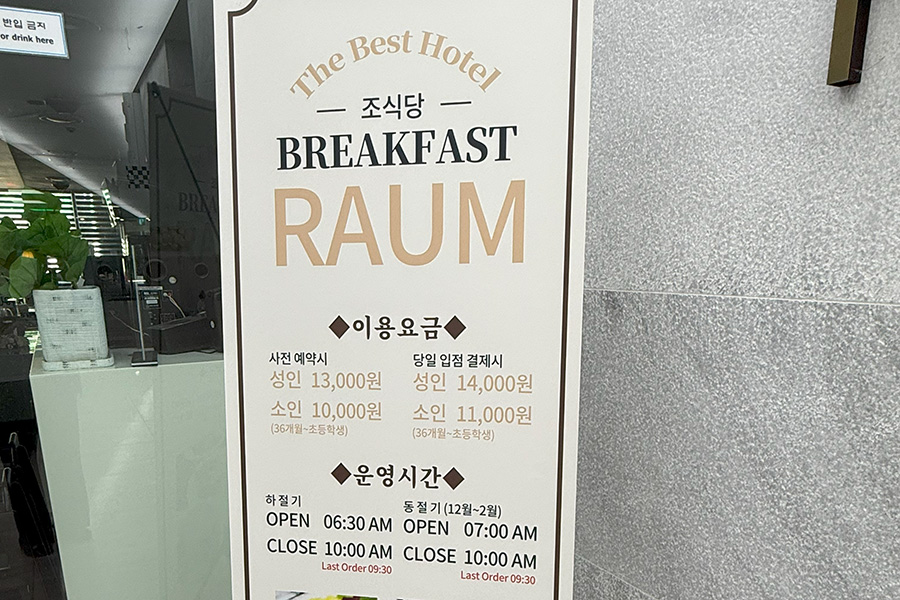 반입 금지
or drink here
The Best Hotel
조식당
BREAKFAST
RAUM
◆이용요금◆
사전 예약시
성인 13,000원
소인 10,000원
(36개월~초등학생)
당일 입점 결제시
성인 14,000원
소인 11,000원
(36개월~초등학생)
◆운영시간◆
하절기
OPEN 06:30 AM
CLOSE 10:00 AM
Last Order 09:30
동절기 (12월~2월)
OPEN 07:00 AM
CLOSE 10:00 AM
Last Order 09:30